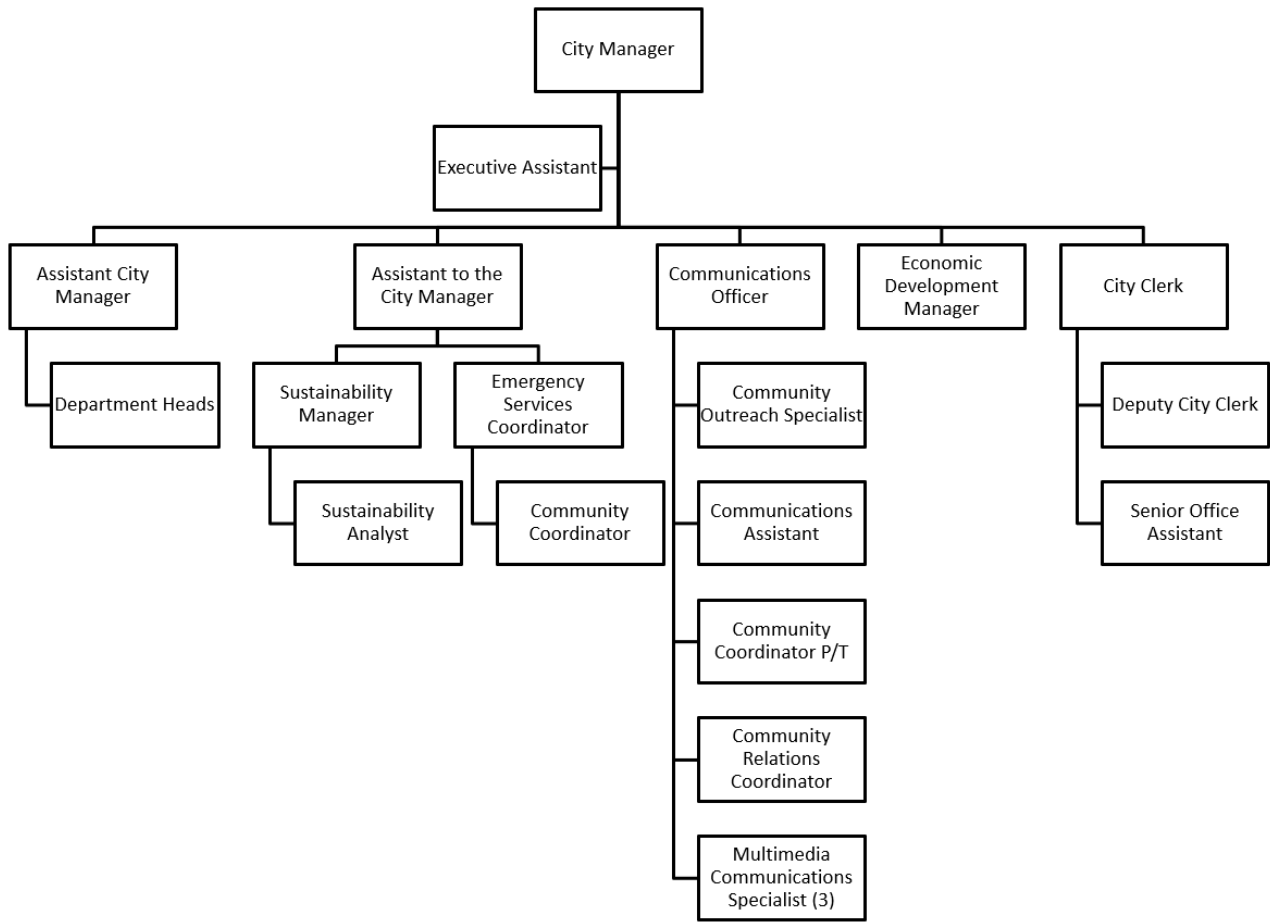 City Manager
Executive Assistant
Assistant City
Manager
Assistant to the
City Manager
Communications
Officer
Economic
Development
Manager
City Clerk
Department Heads
Sustainability
Manager
Emergency
Services
Coordinator
Community
Outreach Specialist
Deputy City Clerk
Sustainability
Analyst
Community
Coordinator
Communications
Assistant
Senior Office
Assistant
Community
Coordinator P/T
Community
Relations
Coordinator
Multimedia
Communications
Specialist (3)